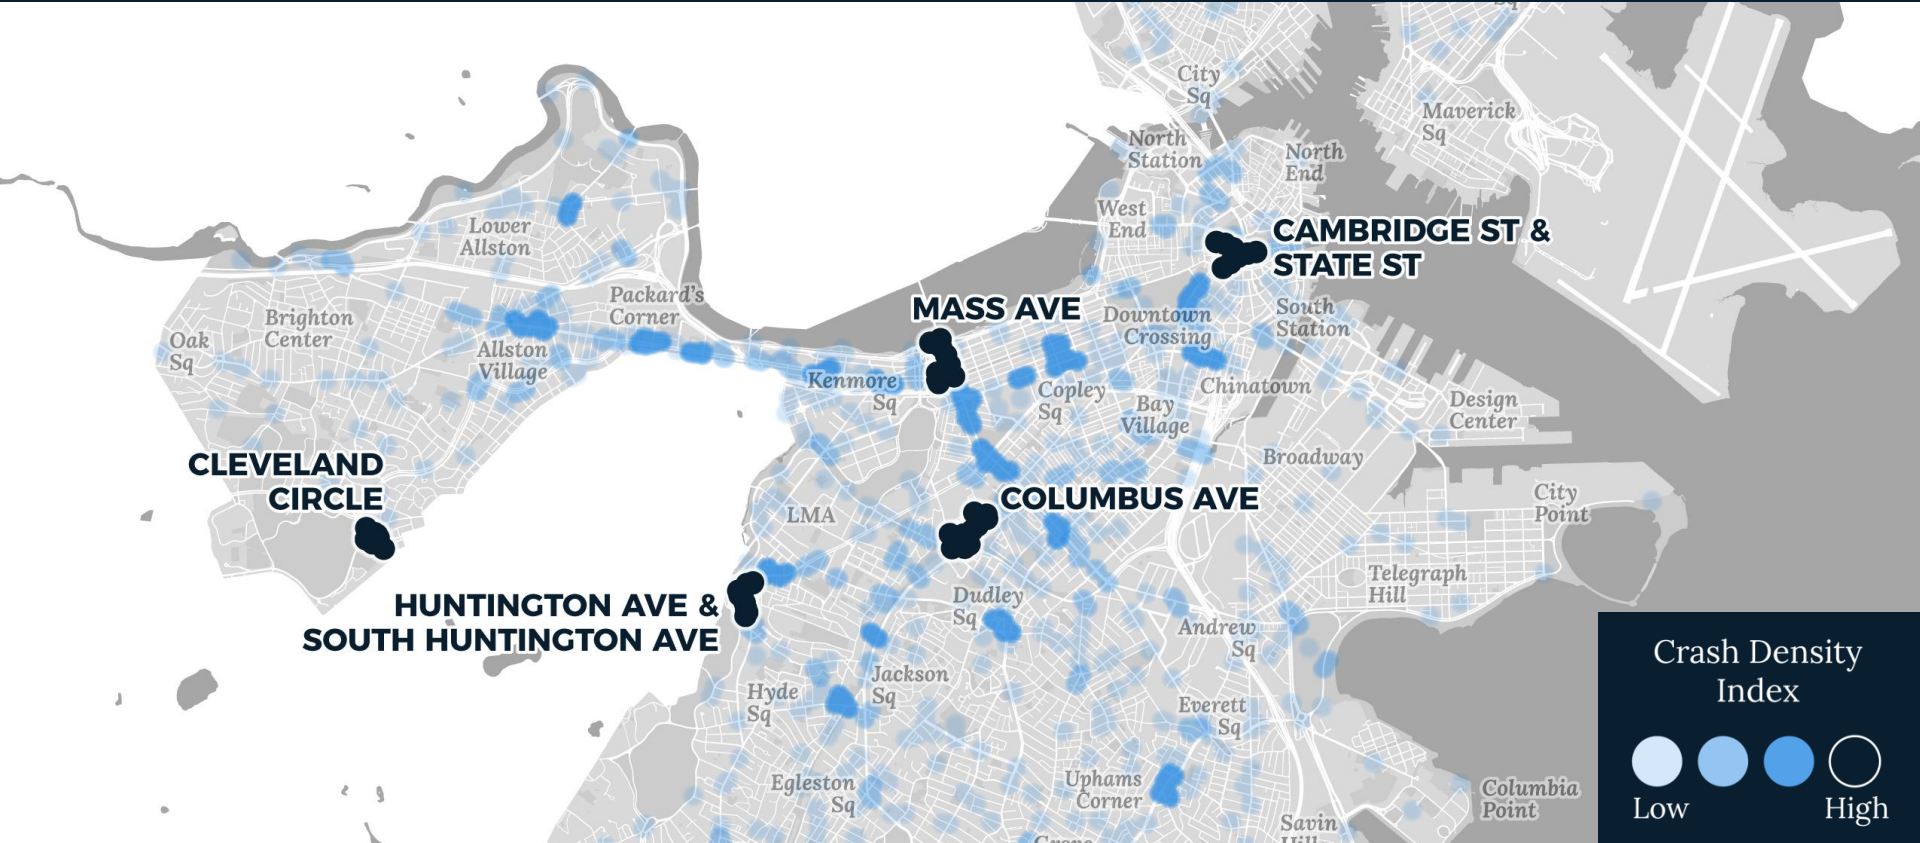 City
Sq
Maverick
Sq
North
Station
North
End
West
End
Lower
Allston
CAMBRIDGE ST &
STATE ST
Packard's
Corner
MASS AVE
Brighton
Center
Oak
Sq
Allston
Village
Downtown
Crossing
South
Station
Kenmore
Sq
Copley
Sq
Chinatown
Bay
Village
Design
Center
Broadway
CLEVELAND
CIRCLE
COLUMBUS AVE
LMA
City
Point
Telegraph
Hill
HUNTINGTON AVE &
SOUTH HUNTINGTON AVE
Dudley
Sq
Andrew
Sq
Jackson
Sq
Hyde
Sq
Everett
Sq
Egleston
Sq
Uphams
Corner
Columbia
Point
Savin
Crash Density
Index
Low
High